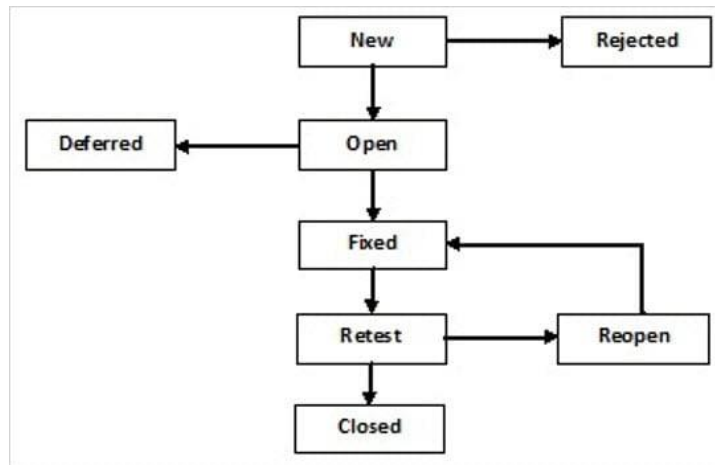 New
Rejected
Deferred
Open
Fixed
Retest
Reopen
Closed